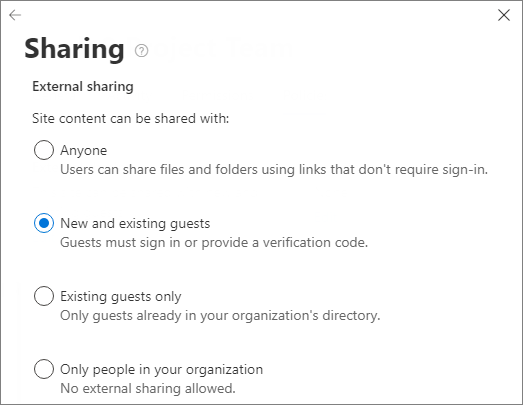 Sharing
External sharing
Site content can be shared with:
Anyone
Users can share files and folders using links that don't require sign-in.
New and existing guests
Guests must sign in or provide a verification code.
Existing guests only
Only guests already in your organization's directory.
Only people in your organization
No external sharing allowed.